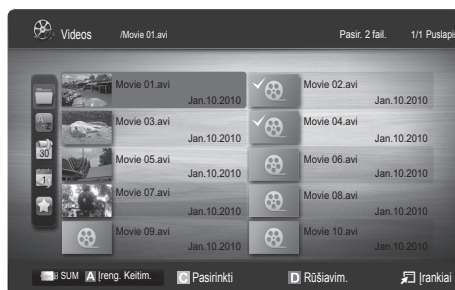 Videos /Movie 01.avi Pasir. 2 fail. 1/1 Puslapis
Movie 01.avi Movie 02.avi
Jan.10.2010 Jan.10.2010
Movie 03.avi Movie 04.avi
Jan.10.2010 Jan.10.2010
Movie 05.avi Movie 06.avi
Jan.10.2010 Jan.10.2010
Movie 07.avi Movie 08.avi
Jan.10.2010 Jan.10.2010
Movie 09.avi Movie 10.avi
Jan.10.2010 Jan.10.2010
SUM A Įreng. Keitim. C Pasirinkti D Rūšiavim. Įrankiai